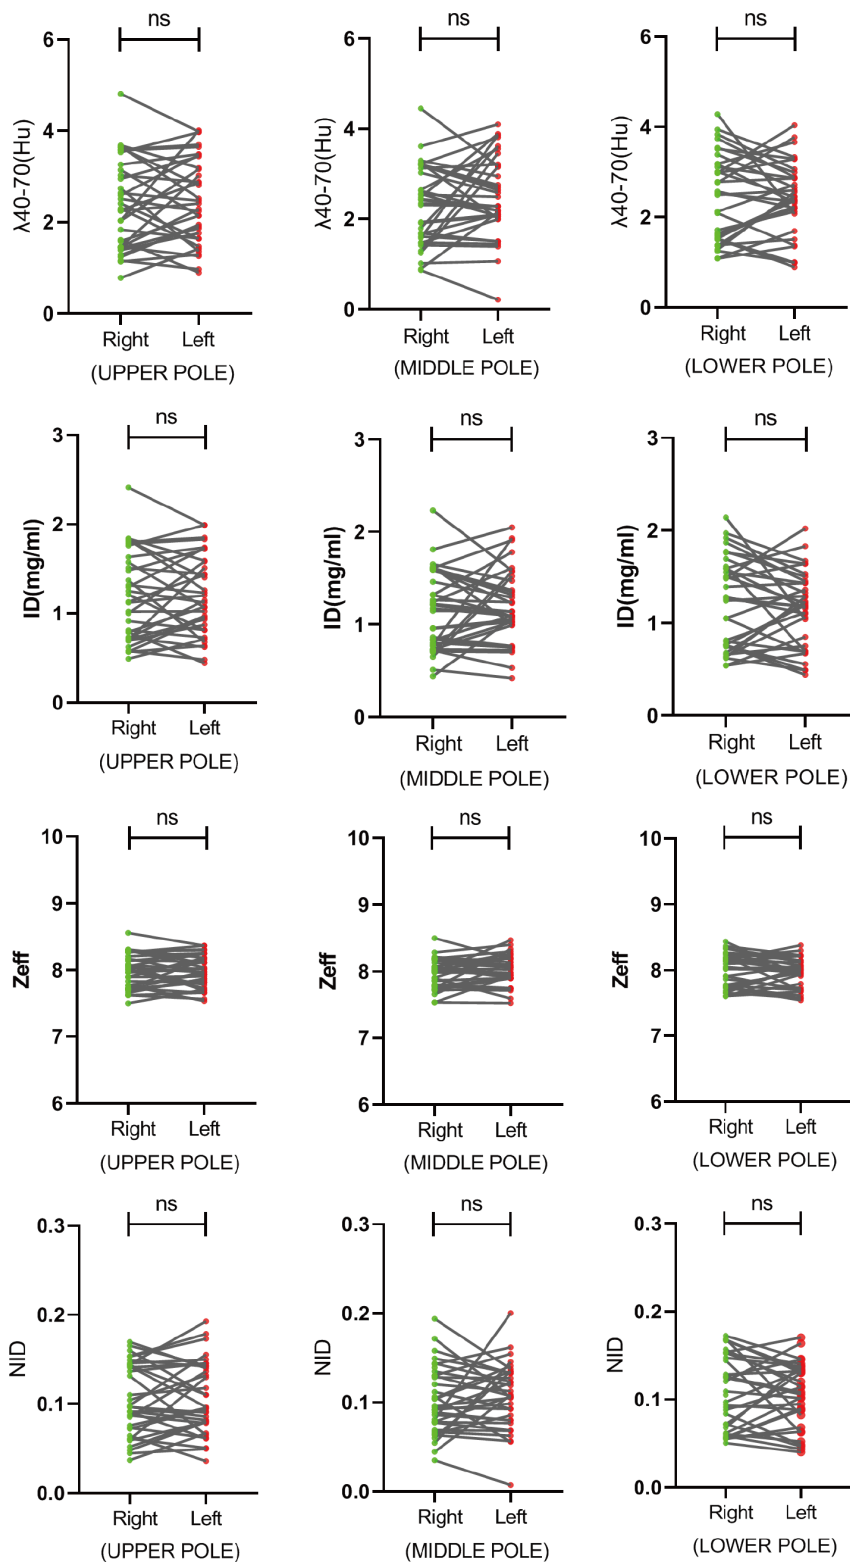 ns ns ns
6 6 6
4 4 4
2 2 2
0 0 0
λ40-70(Hu) λ40-70(Hu) λ40-70(Hu)
Right Left Right Left Right Left
(UPPER POLE) (MIDDLE POLE) (LOWER POLE)
ns ns ns
3 3 3
2 2 2
1 1 1
0 0 0
ID(mg/ml) ID(mg/ml) ID(mg/ml)
Right Left Right Left Right Left
(UPPER POLE) (MIDDLE POLE) (LOWER POLE)
ns ns ns
10 10 10
9 9 9
8 8 8
7 7 7
6 6 6
Zeff Zeff Zeff
Right Left Right Left Right Left
(UPPER POLE) (MIDDLE POLE) (LOWER POLE)
ns ns ns
0.3 0.3 0.3
0.2 0.2 0.2
0.1 0.1 0.1
0.0 0.0 0.0
NID NID NID
Right Left Right Left Right Left
(UPPER POLE) (MIDDLE POLE) (LOWER POLE)